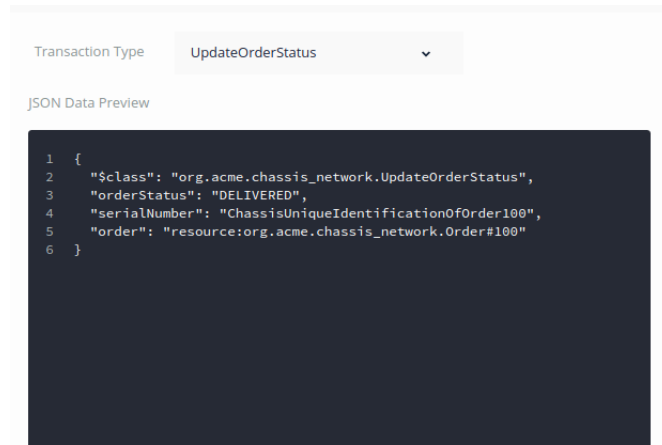 Transaction Type UpdateOrderStatus
JSON Data Preview
1 {
2 "$class": "org.acme.chassis_network.UpdateOrderStatus",
3 "orderStatus": "DELIVERED",
4 "serialNumber": "ChassisUniqueIdentificationOfOrder100",
5 "order": "resource:org.acme.chassis_network.Order#100"
6 }